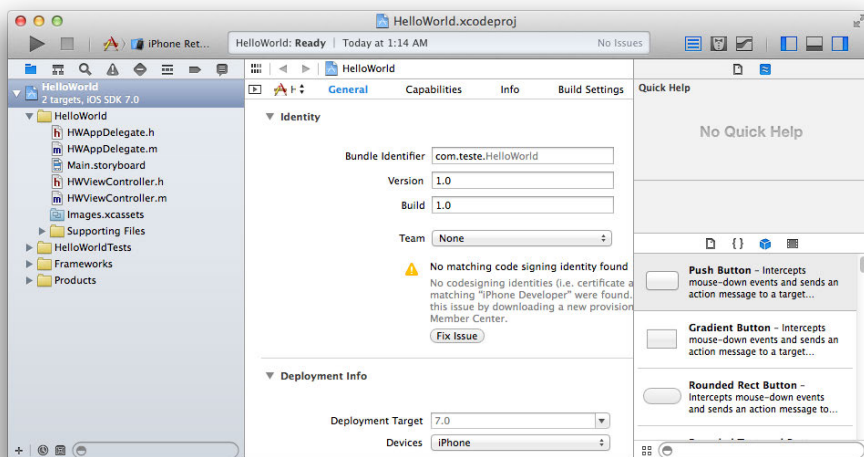 HelloWorld.xcodeproj
iPhone Ret...
HelloWorld: Ready | Today at 1:14 AM
No Issues
HelloWorld
2 targets, iOS SDK 7.0
HelloWorld
HWAppDelegate.h
HWAppDelegate.m
Main.storyboard
HWViewController.h
HWViewController.m
Images.xcassets
Supporting Files
HelloWorldTests
Frameworks
Products
HelloWorld
General Capabilities Info Build Settings
Identity
Bundle Identifier com.teste.HelloWorld
Version 1.0
Build 1.0
Team None
No matching code signing identity found
No codesigning identities (i.e. certificate a
matching “iPhone Developer” were found.
this issue by downloading a new provision
Member Center.
Fix Issue
Deployment Info
Deployment Target 7.0
Devices iPhone
Quick Help
No Quick Help
{}
Push Button – Intercepts
mouse-down events and sends an
action message to a target...
Gradient Button – Intercepts
mouse-down events and sends an
action message to a target...
Rounded Rect Button –
Intercepts mouse-down events
and sends an action message to...